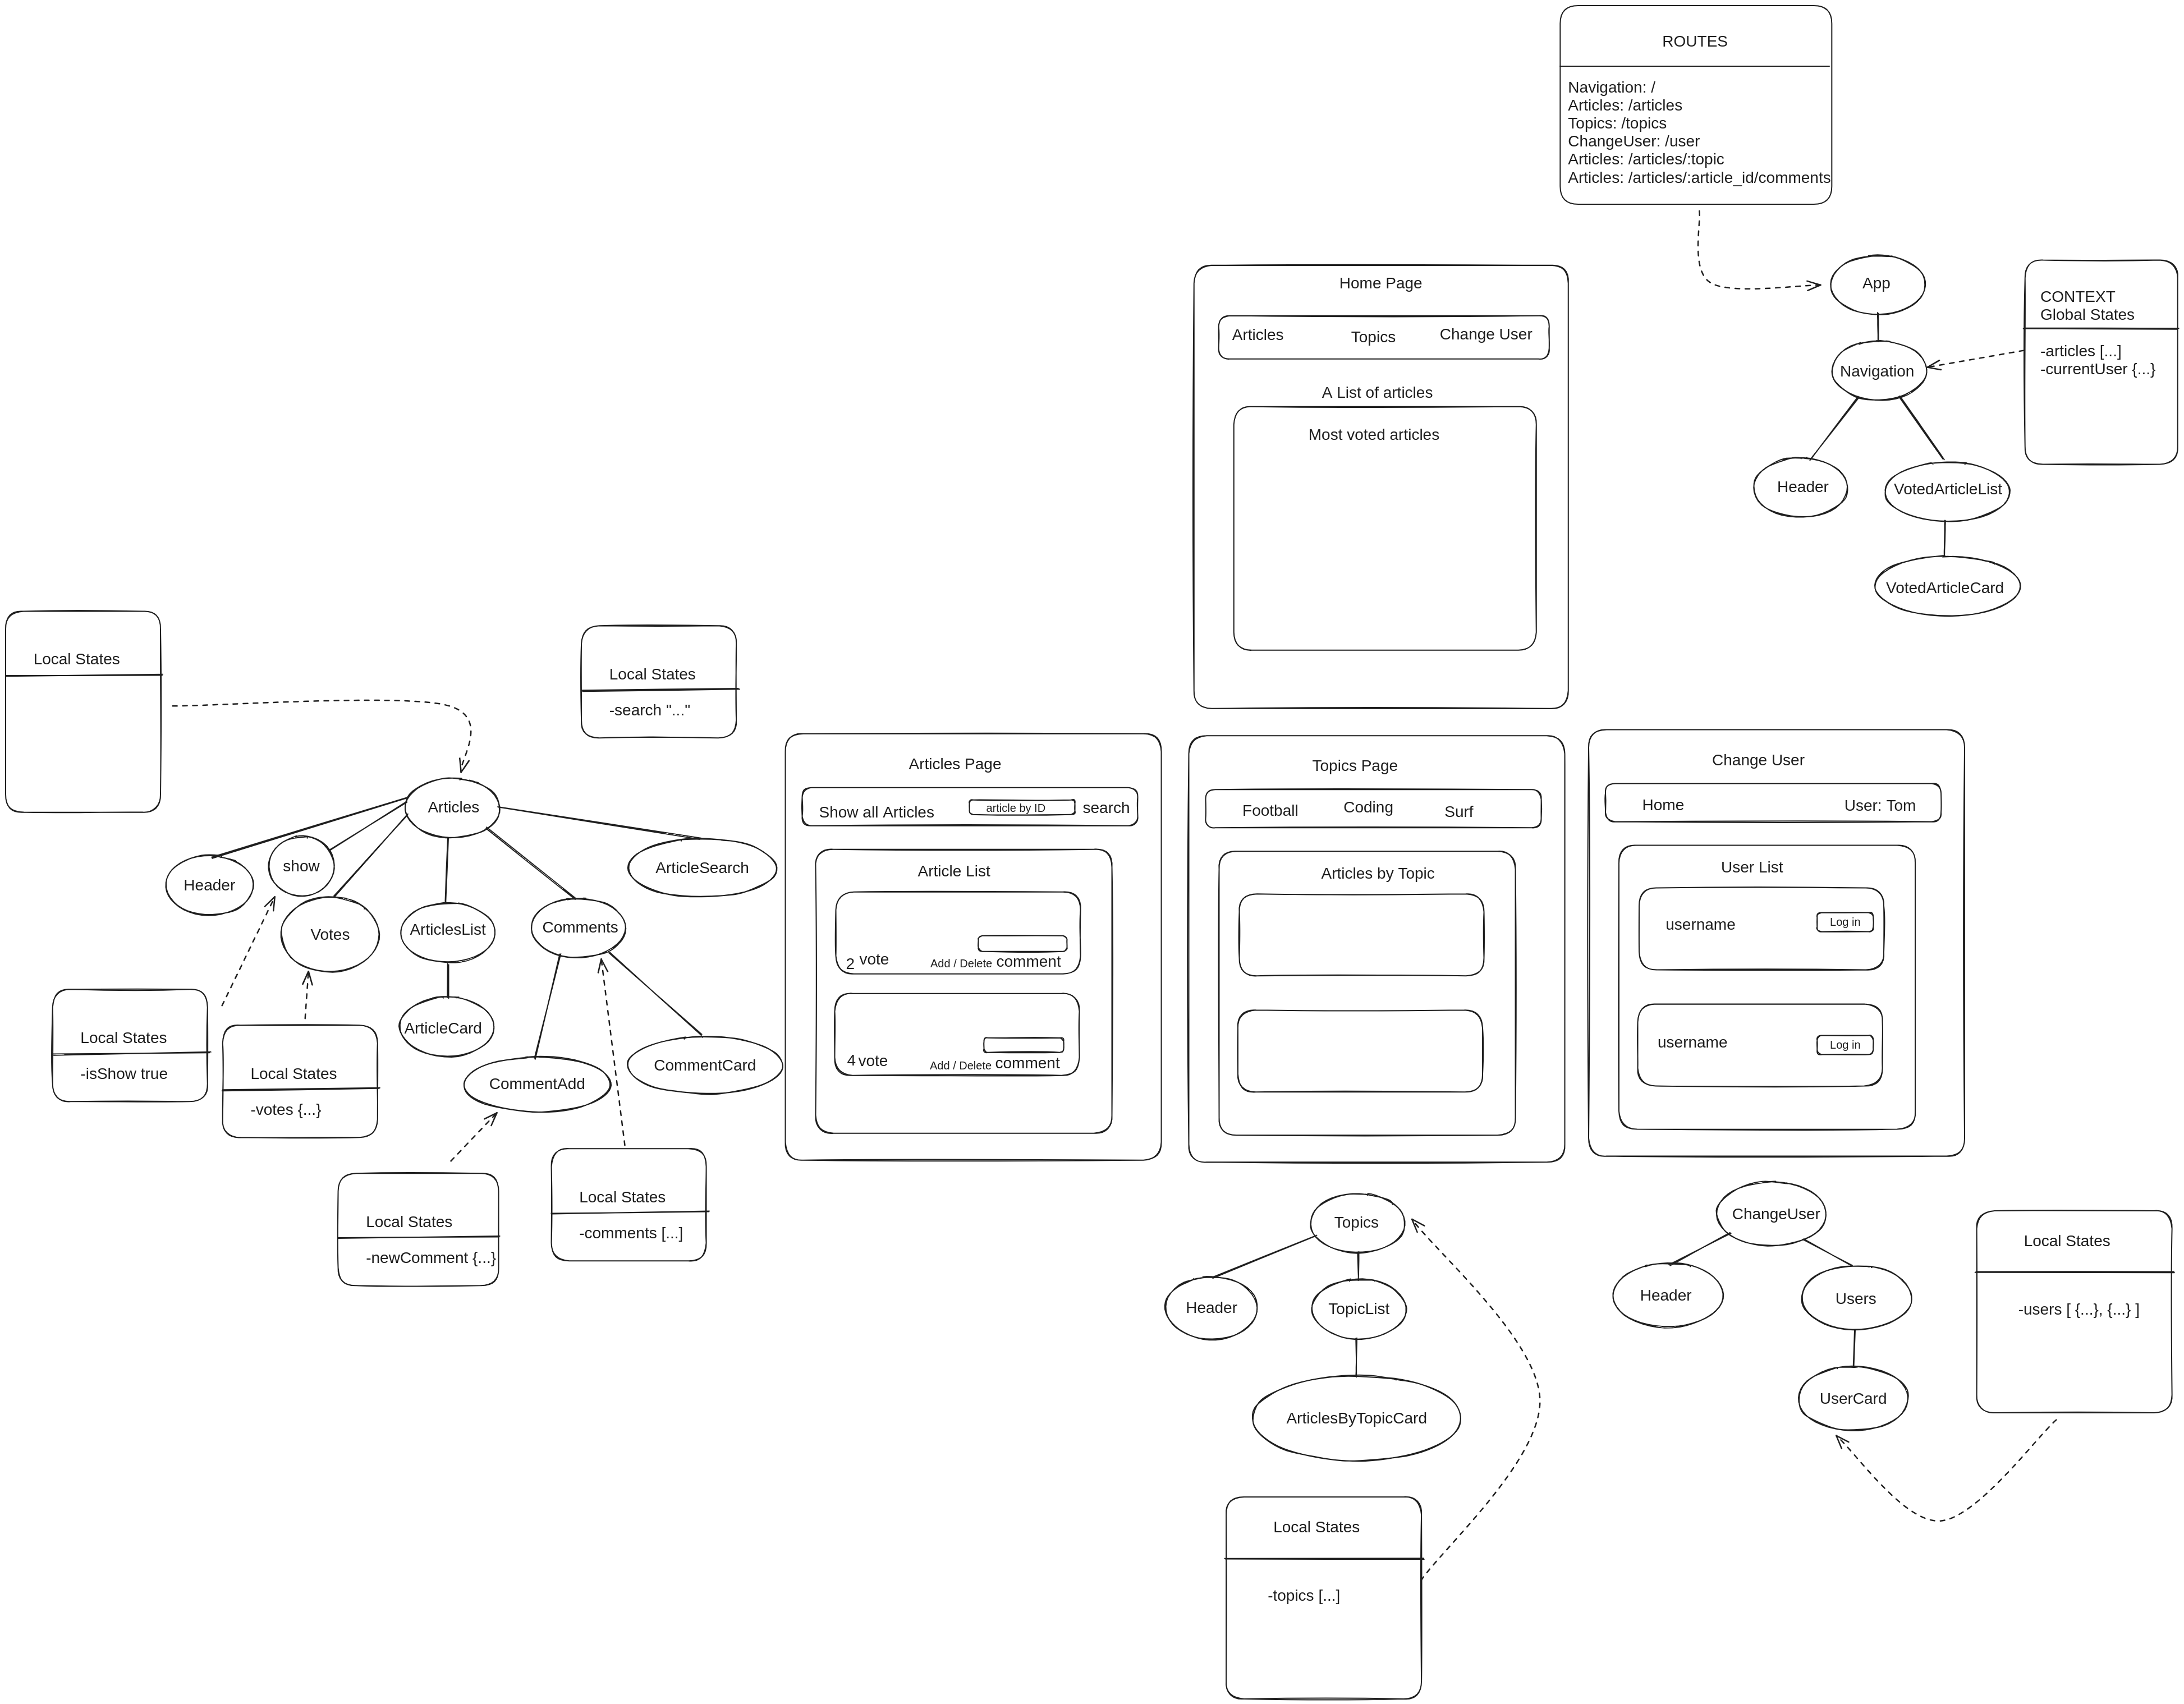 ROUTES
Navigation: /
Articles: /articles
Topics: /topics
ChangeUser: /user
Articles: /articles/:topic
Articles: /articles/:article_id/comments
App
Navigation
Header
VotedArticleList
VotedArticleCard
CONTEXT
Global States
-articles [...]
-currentUser {...}
Home Page
Articles
Topics
Change User
A List of articles
Most voted articles
Local States
Local States
-search "..."
Articles
Header
show
Votes
ArticlesList
Comments
ArticleSearch
ArticleCard
CommentAdd
CommentCard
Local States
-isShow true
Local States
-votes {...}
Local States
-newComment {...}
Local States
-comments [...]
Articles Page
Show all Articles
article by ID
search
Article List
2 vote
Add / Delete comment
4 vote
Add / Delete comment
Topics Page
Football
Coding
Surf
Articles by Topic
Change User
Home
User: Tom
User List
username
Log in
username
Log in
Topics
Header
TopicList
ArticlesByTopicCard
Local States
-topics [...]
ChangeUser
Header
Users
UserCard
Local States
-users [ {...}, {...} ]